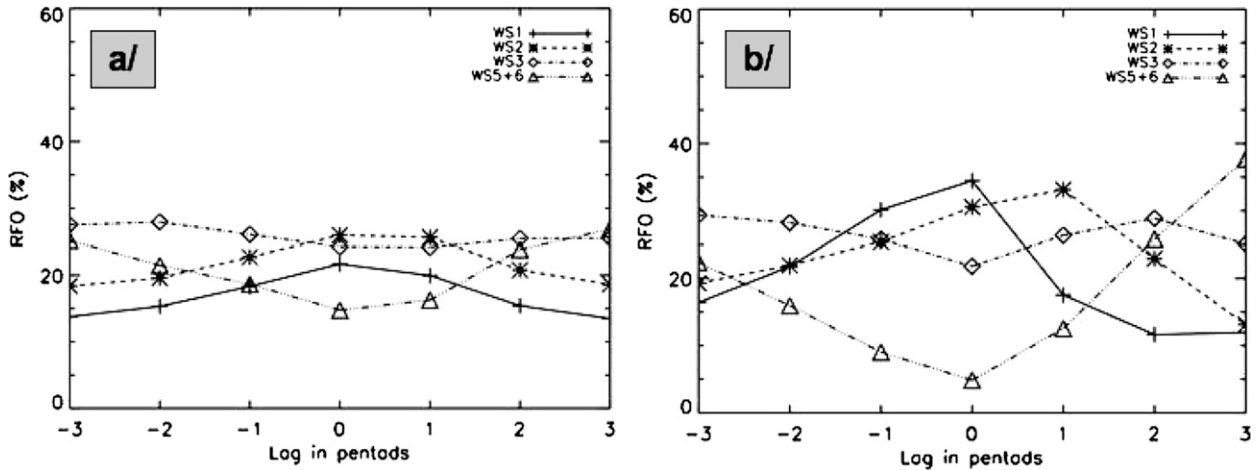 a/
60
40
20
0
RFO (%)
WS1
WS2
WS3
WS5+6
-3 -2 -1 0 1 2 3
Lag in pentads
b/
60
40
20
0
RFO (%)
WS1
WS2
WS3
WS5+6
-3 -2 -1 0 1 2 3
Lag in pentads